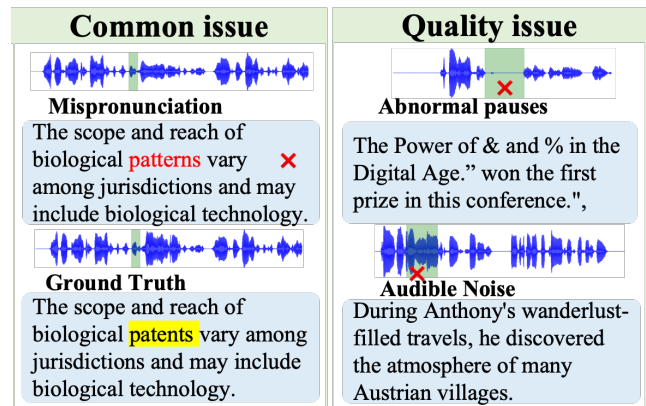 Common issue
Mispronunciation
The scope and reach of
biological patterns vary
among jurisdictions and may
include biological technology.
Ground Truth
The scope and reach of
biological patents vary among
jurisdictions and may include
biological technology.
Quality issue
Abnormal pauses
The Power of & and % in the
Digital Age.” won the first
prize in this conference.",
Audible Noise
During Anthony's wanderlust-
filled travels, he discovered
the atmosphere of many
Austrian villages.